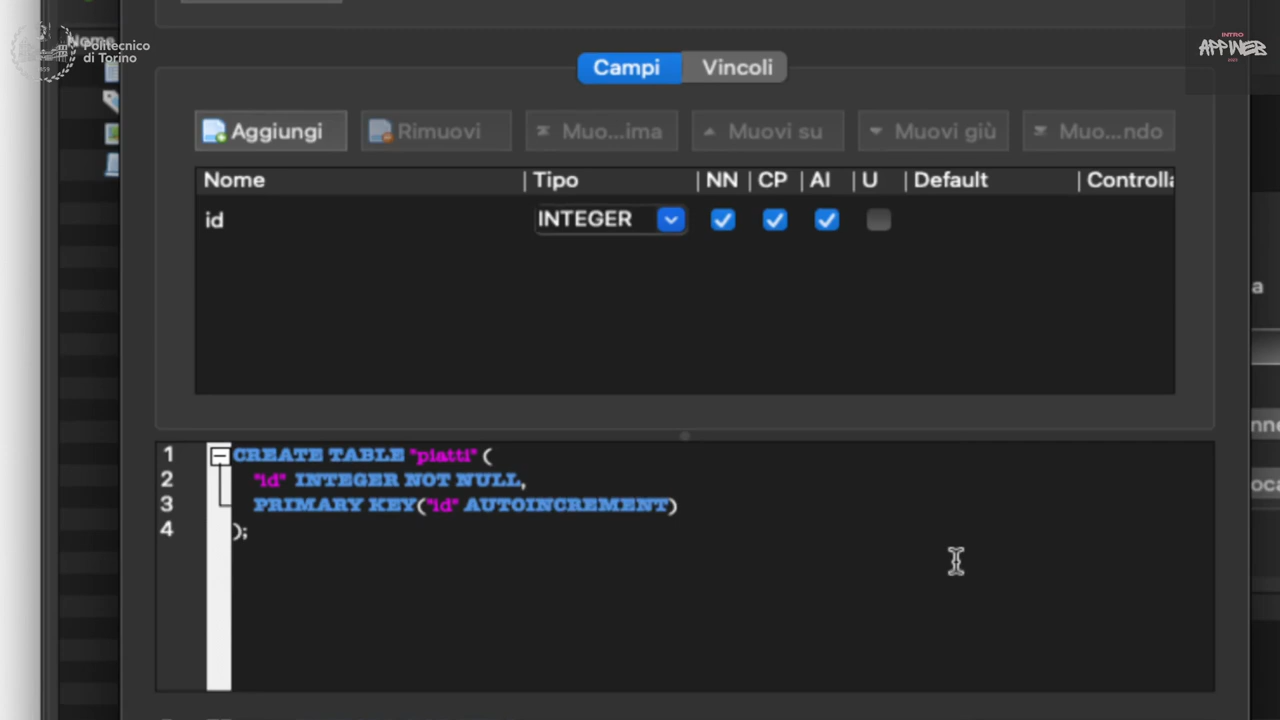 Nome
Politecnico
di Torino
INTRO
APPWEB
Campi
Vincoli
Aggiungi
Rimuovi
Muo...ima
Muovi su
Muovi giù
Muo...ndo
Nome | Tipo | NN | CP | AI | U | Default | Controlla
id INTEGER
1 CREATE TABLE "piatti" (
2 "id" INTEGER NOT NULL,
3 PRIMARY KEY("id" AUTOINCREMENT)
4 );